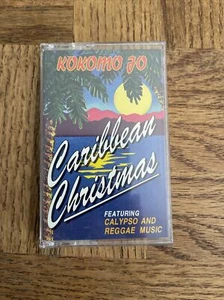 KOKOMO JO
Caribbean
Christmas
FEATURING
CALYPSO AND
REGGAE MUSIC